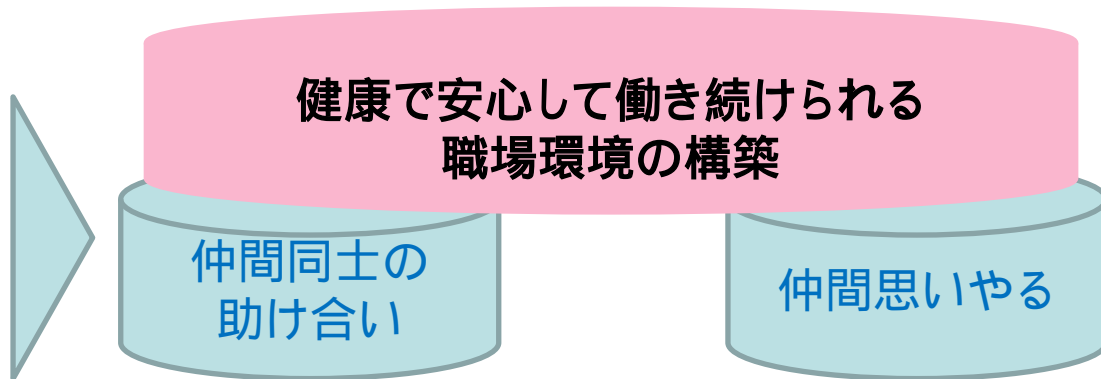 健康で安心して働き続けられる
職場環境の構築
仲間同士の
助け合い
仲間思いやる